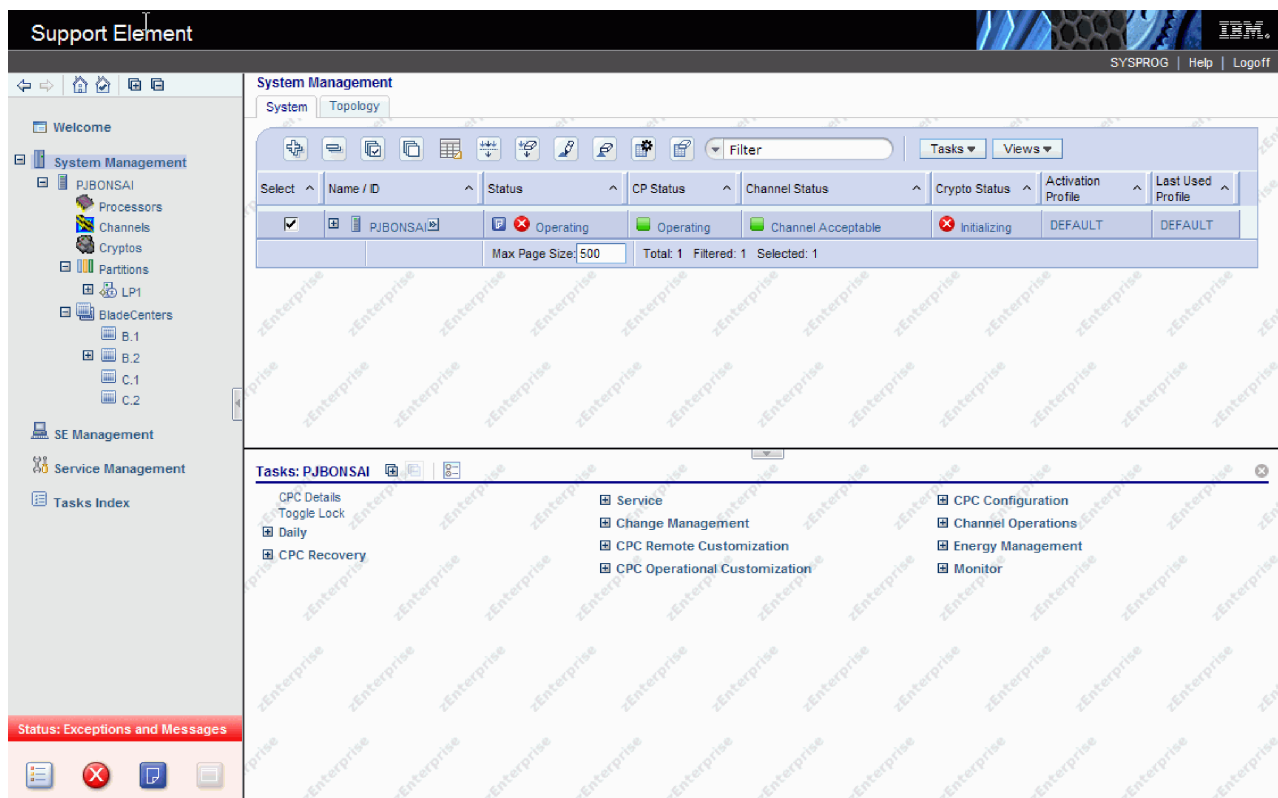 Support Element
IBM.
SYSPROG | Help | Logoff
Welcome
System Management
PJBONSAI
Processors
Channels
Cryptos
Partitions
LP1
BladeCenters
B.1
B.2
C.1
C.2
SE Management
Service Management
Tasks Index
Status: Exceptions and Messages
System Management
System Topology
Filter Tasks Views
Select Name / ID Status CP Status Channel Status Crypto Status Activation Profile Last Used Profile
PJBONSAI Operating Operating Channel Acceptable Initializing DEFAULT DEFAULT
Max Page Size: 500 Total: 1 Filtered: 1 Selected: 1
zEnterprise
Tasks: PJBONSAI
CPC Details
Toggle Lock
Daily
CPC Recovery
Service
Change Management
CPC Remote Customization
CPC Operational Customization
CPC Configuration
Channel Operations
Energy Management
Monitor